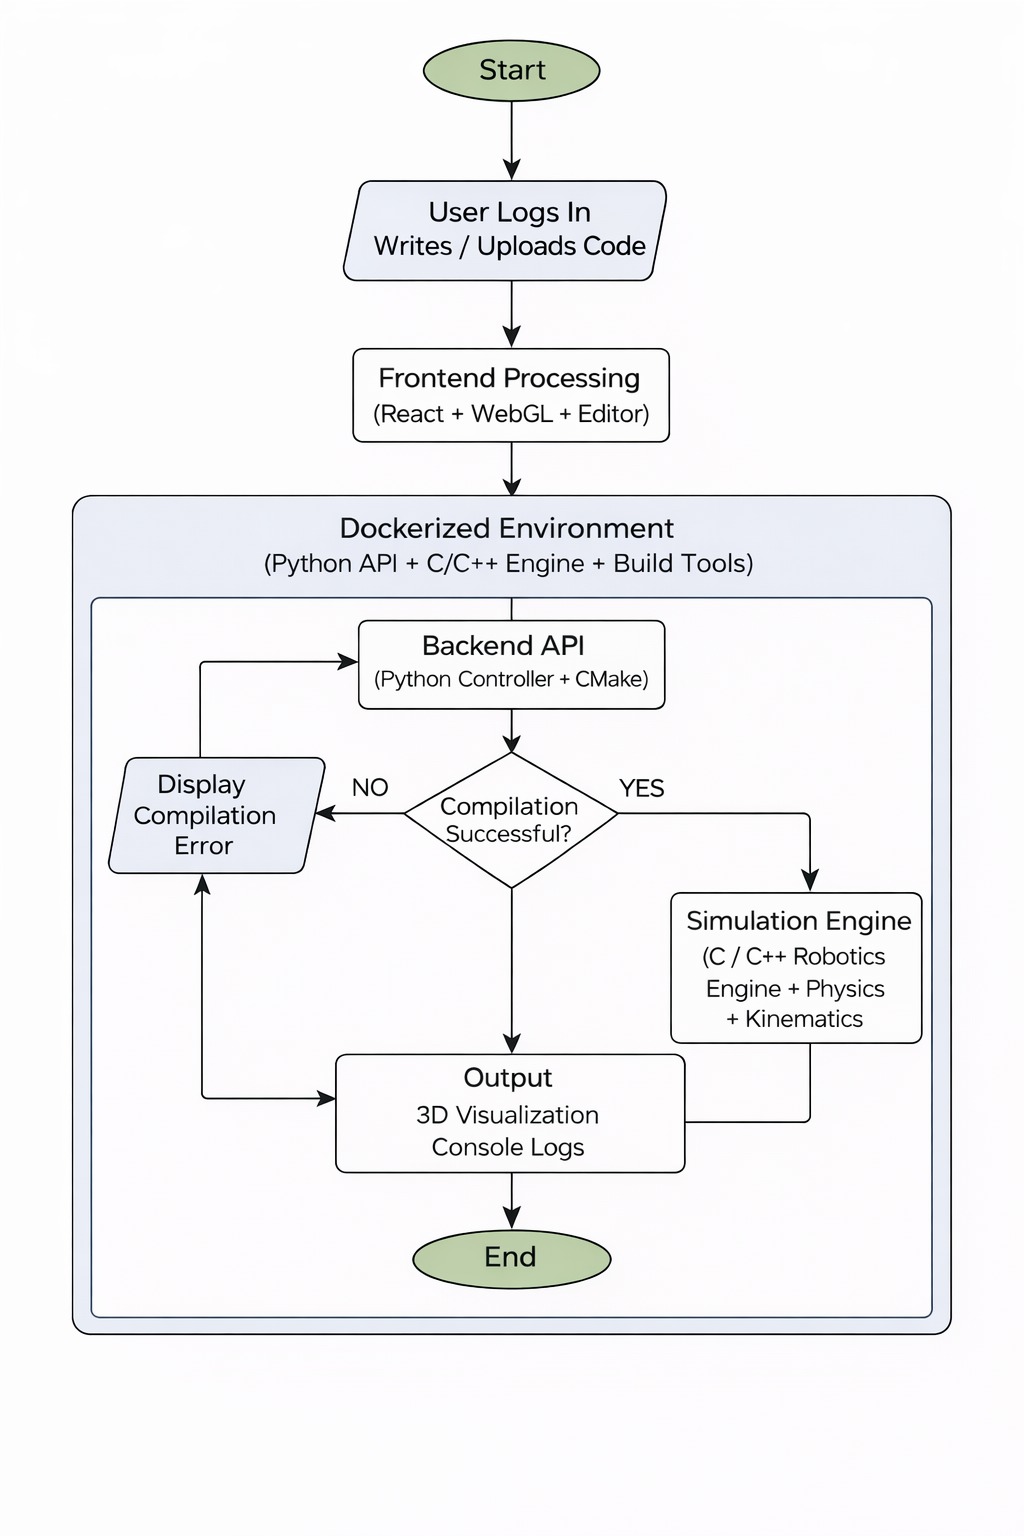 Start
User Logs In
Writes / Uploads Code
Frontend Processing
(React + WebGL + Editor)
Dockerized Environment
(Python API + C/C++ Engine + Build Tools)
Backend API
(Python Controller + CMake)
Display
Compilation
Error
NO
Compilation
Successful?
YES
Simulation Engine
(C / C++ Robotics
Engine + Physics
+ Kinematics
Output
3D Visualization
Console Logs
End